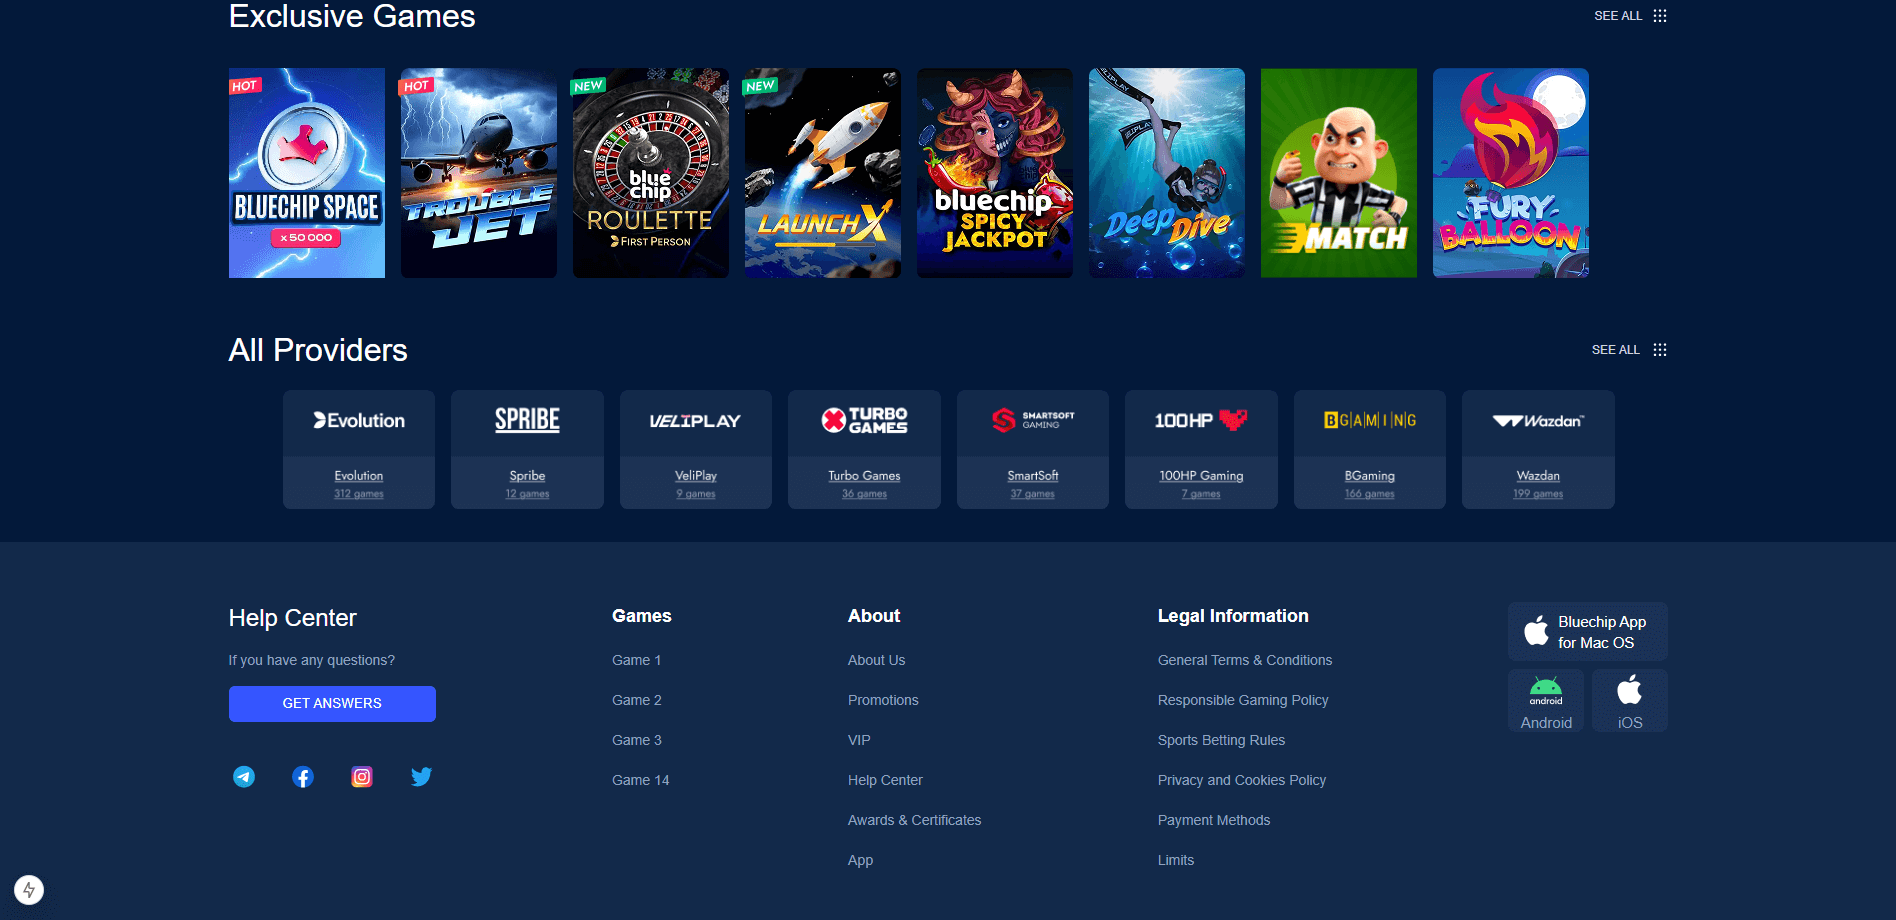 Exclusive Games
SEE ALL
HOT
BLUECHIP SPACE
x50 000
HOT
TROUBLE
JET
NEW
blue
chip
ROULETTE
FIRST PERSON
NEW
LAUNCH X
bluechip
SPICY
JACKPOT
VELIPLAY
VELIPLAY
Deep Dive
MATCH
FURY
BALLOON
All Providers
SEE ALL
Evolution
SPRIBE
VELIPLAY
TURBO
GAMES
SMARTSOFT
GAMING
100HP
BGAMING
Wazdan™
Evolution
312 games
Spribe
12 games
VeliPlay
9 games
Turbo Games
36 games
SmartSoft
37 games
100HP Gaming
7 games
BGaming
166 games
Wazdan
199 games
Help Center
If you have any questions?
GET ANSWERS
Games
Game 1
Game 2
Game 3
Game 14
About
About Us
Promotions
VIP
Help Center
Awards & Certificates
App
Legal Information
General Terms & Conditions
Responsible Gaming Policy
Sports Betting Rules
Privacy and Cookies Policy
Payment Methods
Limits
Bluechip App
for Mac OS
android
Android
iOS